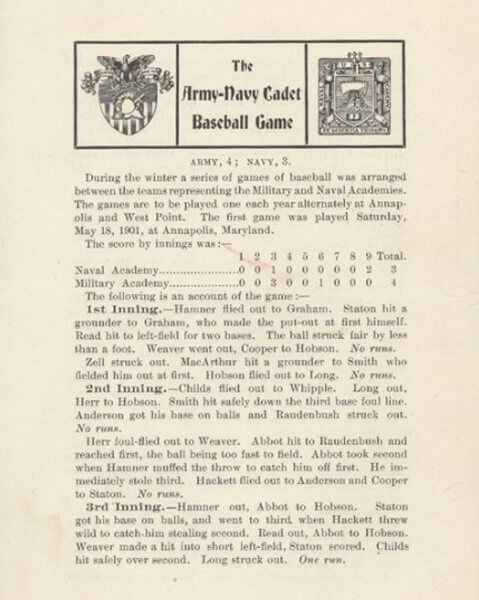 The
Army-Navy Cadet
Baseball Game
EX SCIENTIA TRIDENS
ARMY, 4; NAVY, 3.
During the winter a series of games of baseball was arranged
between the teams representing the Military and Naval Academies.
The games are to be played one each year alternately at Annap-
olis and West Point. The first game was played Saturday,
May 18, 1901, at Annapolis, Maryland.
The score by innings was:—
1 2 3 4 5 6 7 8 9 Total.
Naval Academy.....................0 0 1 0 0 0 0 0 2 3
Military Academy..................0 0 3 0 0 1 0 0 0 4
The following is an account of the game:—
1st Inning.—Hamner flied out to Graham. Staton hit a
grounder to Graham, who made the put-out at first himself.
Read hit to left-field for two bases. The ball struck fair by less
than a foot. Weaver went out, Cooper to Hobson. No runs.
Zell struck out. MacArthur hit a grounder to Smith who
fielded him out at first. Hobson flied out to Long. No runs.
2nd Inning.—Childs flied out to Whipple. Long out,
Herr to Hobson. Smith hit safely down the third base foul line.
Anderson got his base on balls and Raudenbush struck out.
No runs.
Herr foul-flied out to Weaver. Abbot hit to Raudenbush and
reached first, the ball being too fast to field. Abbot took second
when Hamner muffed the throw to catch him off first. He im-
mediately stole third. Hackett flied out to Anderson and Cooper
to Staton. No runs.
3rd Inning.—Hamner out, Abbot to Hobson. Staton
got his base on balls, and went to third when Hackett threw
wild to catch him stealing second. Read out, Abbot to Hobson.
Weaver made a hit into short left-field, Staton scored. Childs
hit safely over second. Long struck out. One run.